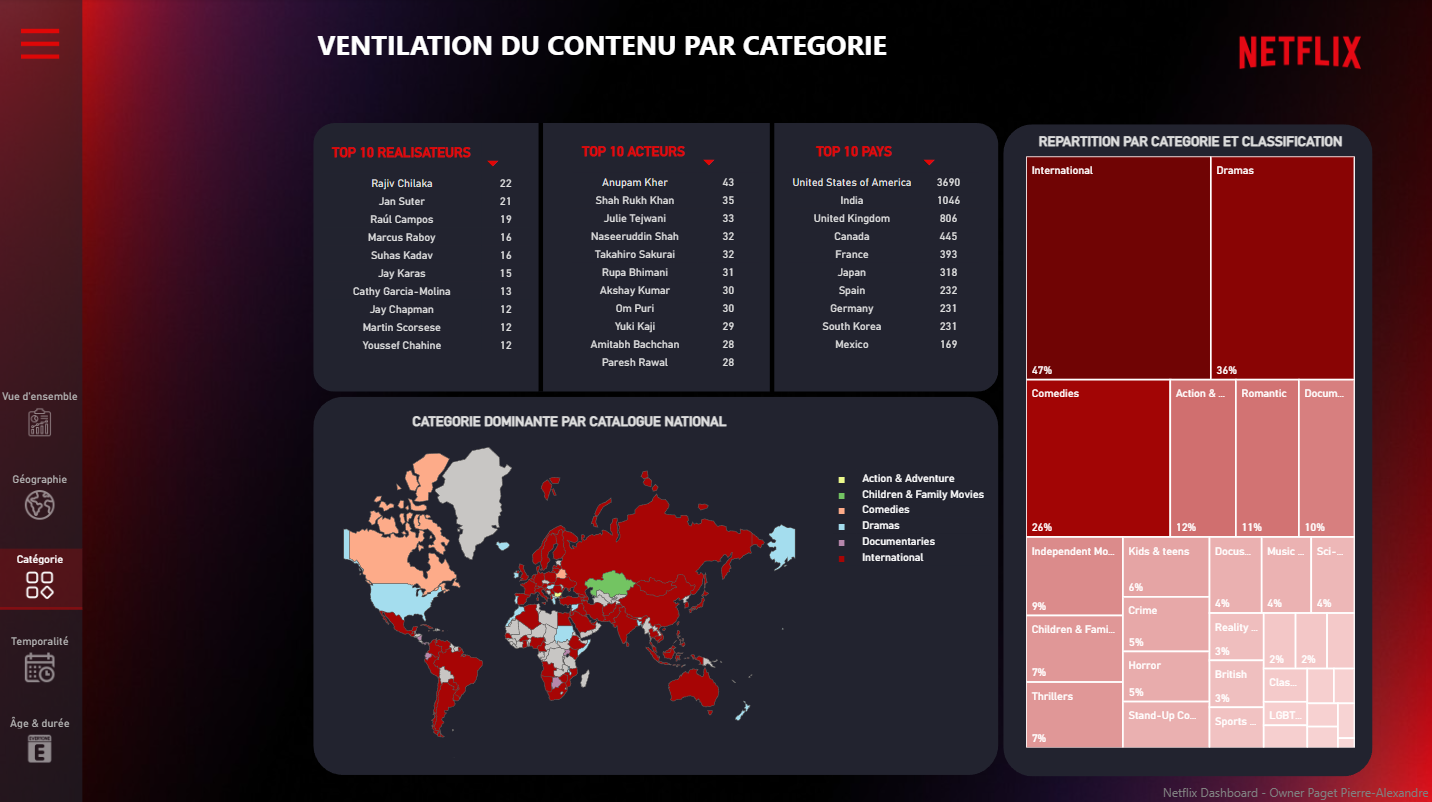 VENTILATION DU CONTENU PAR CATEGORIE
NETFLIX
Vue d'ensemble
Géographie
Catégorie
Temporalité
Âge & durée
EVERYONE
E
TOP 10 REALISATEURS
Rajiv Chilaka 22
Jan Suter 21
Raúl Campos 19
Marcus Raboy 16
Suhas Kadav 16
Jay Karas 15
Cathy Garcia-Molina 13
Jay Chapman 12
Martin Scorsese 12
Youssef Chahine 12
TOP 10 ACTEURS
Anupam Kher 43
Shah Rukh Khan 35
Julie Tejwani 33
Naseeruddin Shah 32
Takahiro Sakurai 32
Rupa Bhimani 31
Akshay Kumar 30
Om Puri 30
Yuki Kaji 29
Amitabh Bachchan 28
Paresh Rawal 28
TOP 10 PAYS
United States of America 3690
India 1046
United Kingdom 806
Canada 445
France 393
Japan 318
Spain 232
Germany 231
South Korea 231
Mexico 169
CATEGORIE DOMINANTE PAR CATALOGUE NATIONAL
Action & Adventure
Children & Family Movies
Comedies
Dramas
Documentaries
International
REPARTITION PAR CATEGORIE ET CLASSIFICATION
International
47%
Dramas
36%
Comedies
26%
Action & ...
12%
Romantic
11%
Docum...
10%
Independent Mo...
9%
Children & Fami...
7%
Thrillers
7%
Kids & teens
6%
Crime
5%
Horror
5%
Stand-Up Co...
Docus...
4%
Music ...
4%
Sci-...
4%
Reality ...
3%
British
3%
Sports ...
2%
2%
Clas...
LGBT...
Netflix Dashboard - Owner Paget Pierre-Alexandre